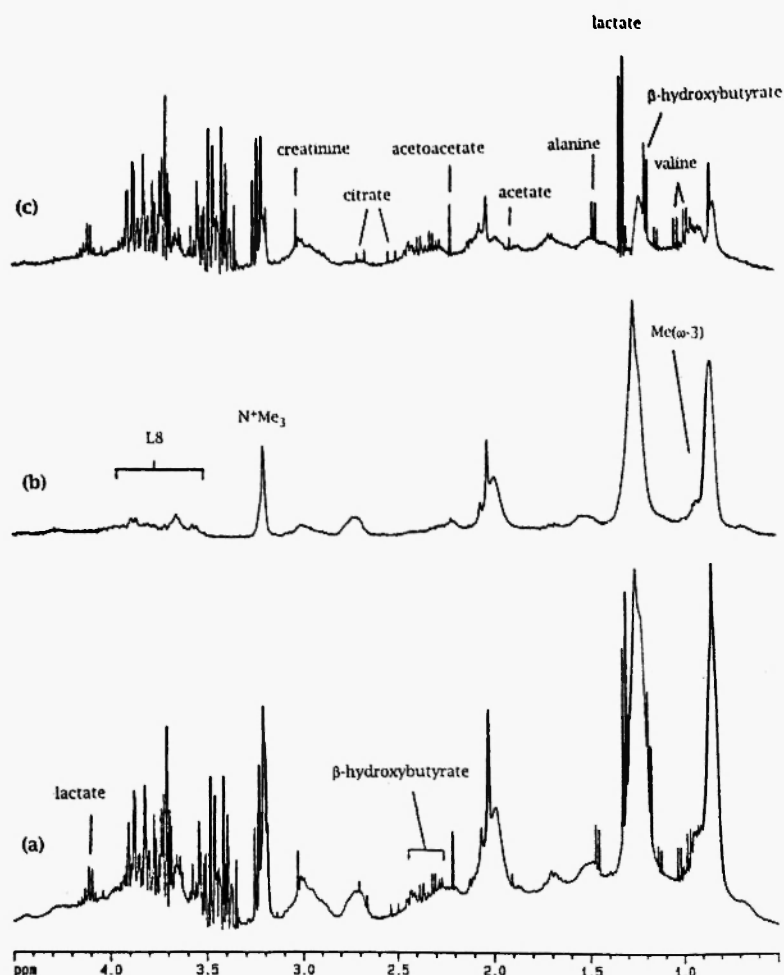 lactate
β-hydroxybutyrate
creatinine
acetoacetate
alanine
valine
citrate
acetate
(c)
Me(ω-3)
N⁺Me₃
L8
(b)
β-hydroxybutyrate
lactate
(a)
ppm 4.0 3.5 3.0 2.5 2.0 1.5 1.0